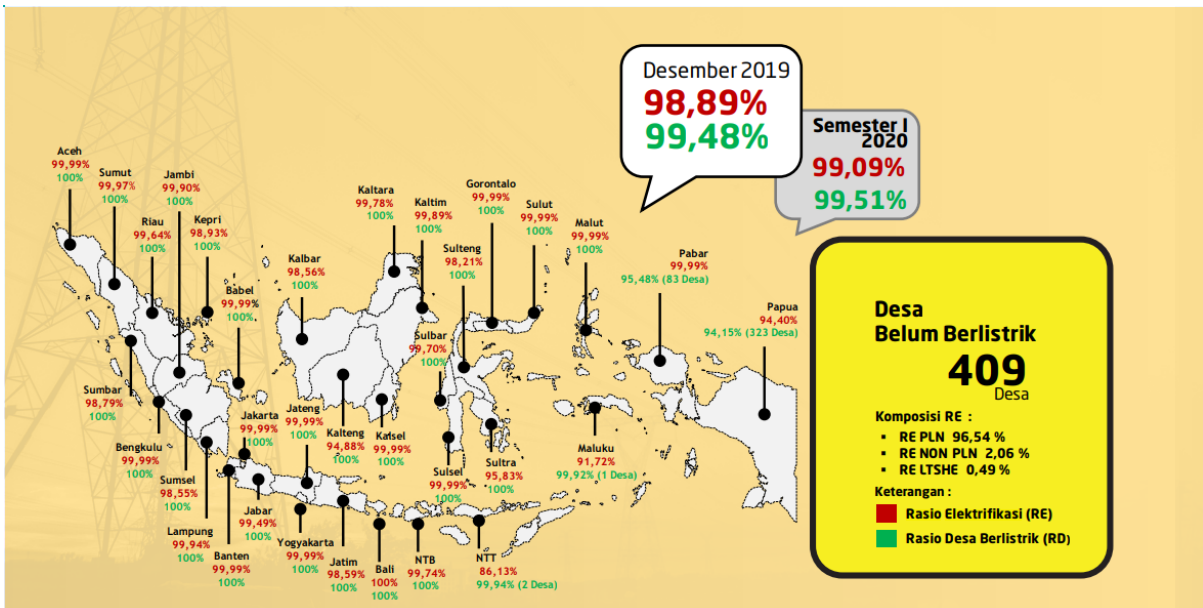 Desember 2019
98,89%
99,48%
Semester I
2020
99,09%
99,51%
Aceh
99,99%
100%
Sumut
99,97%
100%
Jambi
99,90%
100%
Riau
99,64%
100%
Kepri
98,93%
100%
Babel
99,99%
100%
Kalbar
98,56%
100%
Kaltara
99,78%
100%
Kaltim
99,89%
100%
Gorontalo
99,99%
100%
Sulut
99,99%
100%
Sulteng
98,21%
100%
Malut
99,99%
100%
Pabar
99,99%
95,48% (83 Desa)
Papua
94,40%
94,15% (323 Desa)
Sulbar
99,70%
100%
Sumbar
98,79%
100%
Bengkulu
99,99%
100%
Sumsel
98,55%
100%
Lampung
99,94%
100%
Banten
99,99%
100%
Jakarta
99,99%
100%
Jabar
99,49%
100%
Jateng
99,99%
100%
Yogyakarta
99,99%
100%
Jatim
98,59%
100%
Bali
100%
100%
NTB
99,74%
100%
NTT
86,13%
99,94% (2 Desa)
Kalteng
94,88%
100%
Kalsel
99,99%
100%
Sulsel
99,99%
100%
Sultra
95,83%
100%
Maluku
91,72%
99,92% (1 Desa)
Desa
Belum Berlistrik
409
Desa
Komposisi RE :
▪ RE PLN 96,54 %
▪ RE NON PLN 2,06 %
▪ RE LTSHE 0,49 %
Keterangan :
Rasio Elektrifikasi (RE)
Rasio Desa Berlistrik (RD)